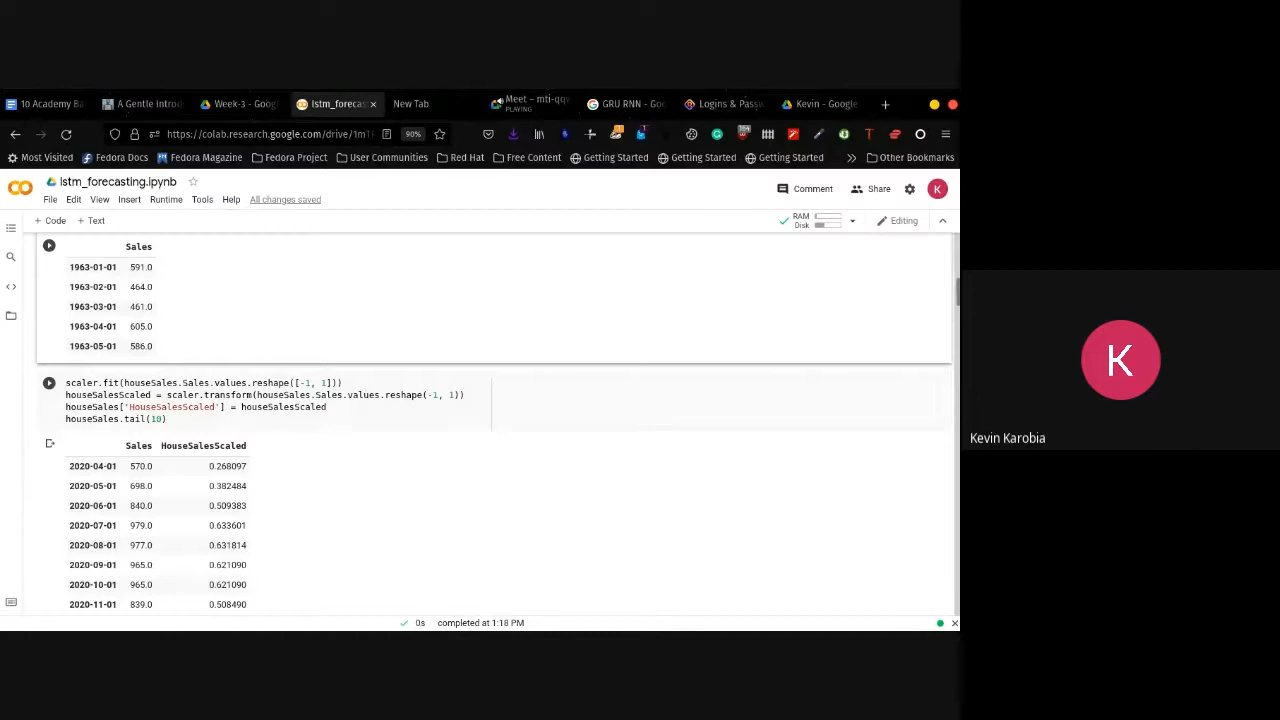 10 Academy Ba
A Gentle Introd
Week-3 - Goog
lstm_forecas
New Tab
Meet – mti-qqv
PLAYING
GRU RNN - Goo
Logins & Passw
Kevin - Google
https://colab.research.google.com/drive/1m1
90%
Most Visited
Fedora Docs
Fedora Magazine
Fedora Project
User Communities
Red Hat
Free Content
Getting Started
Getting Started
Getting Started
Other Bookmarks
lstm_forecasting.ipynb
Comment
Share
K
File Edit View Insert Runtime Tools Help All changes saved
+ Code + Text
RAM
Disk
Editing
Sales
1963-01-01 591.0
1963-02-01 464.0
1963-03-01 461.0
1963-04-01 605.0
1963-05-01 586.0
scaler.fit(houseSales.Sales.values.reshape([-1, 1]))
houseSalesScaled = scaler.transform(houseSales.Sales.values.reshape(-1, 1))
houseSales['HouseSalesScaled'] = houseSalesScaled
houseSales.tail(10)
Sales HouseSalesScaled
2020-04-01 570.0 0.268097
2020-05-01 698.0 0.382484
2020-06-01 840.0 0.509383
2020-07-01 979.0 0.633601
2020-08-01 977.0 0.631814
2020-09-01 965.0 0.621090
2020-10-01 965.0 0.621090
2020-11-01 839.0 0.508490
0s completed at 1:18 PM
K
Kevin Karobia